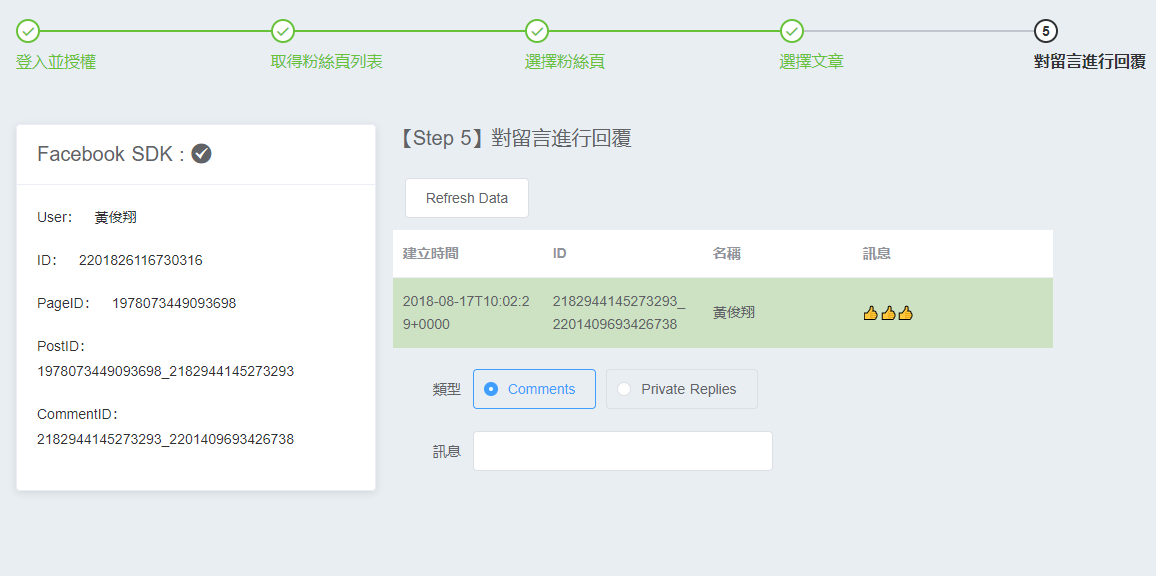 5
登入並授權
取得粉絲頁列表
選擇粉絲頁
選擇文章
對留言進行回覆
Facebook SDK :
User: 黃俊翔
ID: 2201826116730316
PageID: 1978073449093698
PostID:
1978073449093698_2182944145273293
CommentID:
2182944145273293_2201409693426738
【Step 5】對留言進行回覆
Refresh Data
建立時間 ID 名稱 訊息
2018-08-17T10:02:2
9+0000
2182944145273293_
2201409693426738
黃俊翔
👍👍👍
類型 Comments Private Replies
訊息